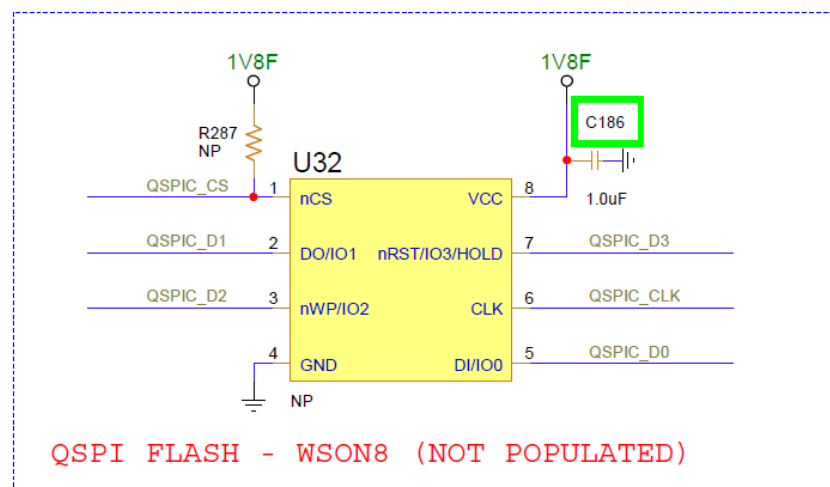 1V8F
1V8F
C186
R287
NP
U32
QSPIC_CS 1 nCS VCC 8
1.0uF
QSPIC_D1 2 DO/IO1 nRST/IO3/HOLD 7 QSPIC_D3
QSPIC_D2 3 nWP/IO2 CLK 6 QSPIC_CLK
4 GND DI/IO0 5 QSPIC_D0
NP
QSPI FLASH - WSON8 (NOT POPULATED)